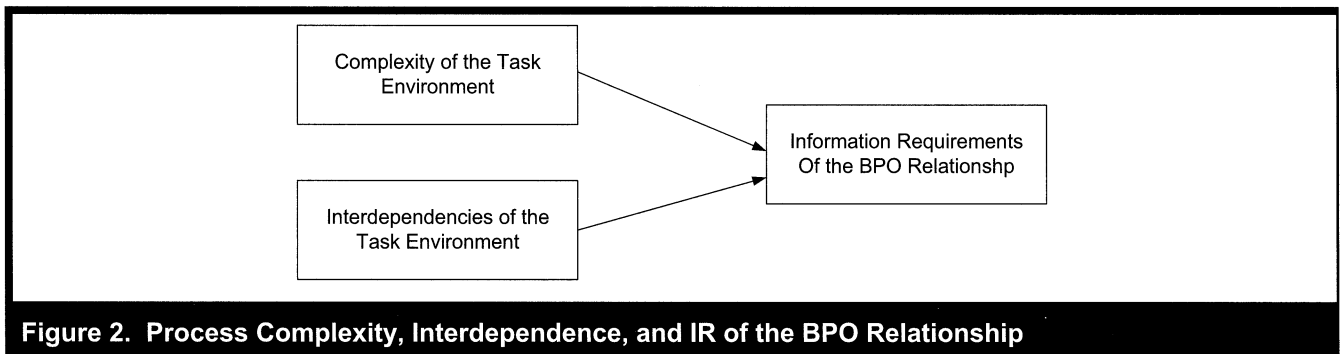 Complexity of the Task
Environment
Information Requirements
Of the BPO Relationshp
Interdependencies of the
Task Environment
Figure 2. Process Complexity, Interdependence, and IR of the BPO Relationship